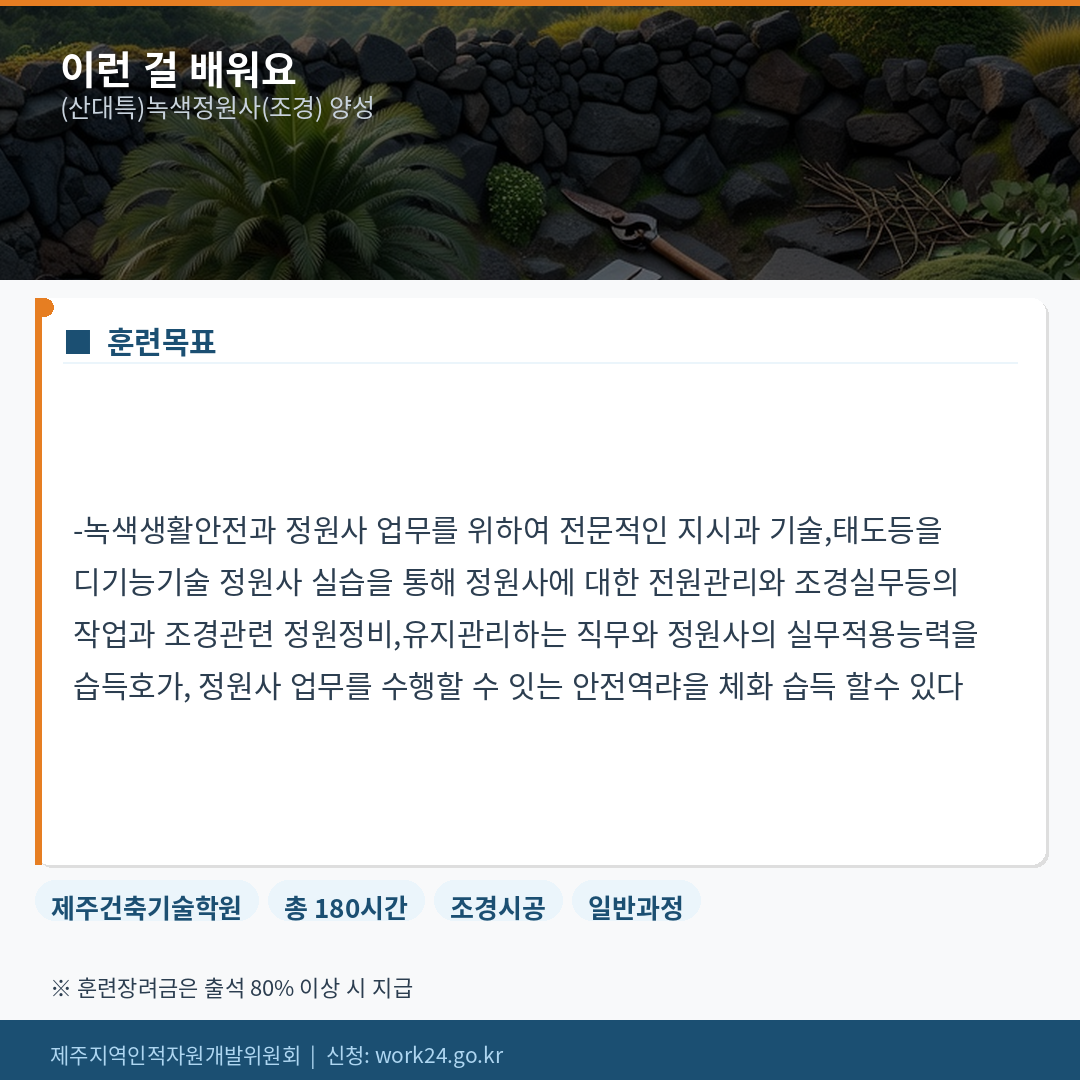 이런 걸 배워요
(산대특)녹색정원사(조경) 양성
■ 훈련목표
-녹색생활안전과 정원사 업무를 위하여 전문적인 지시과 기술,태도등을
디기능기술 정원사 실습을 통해 정원사에 대한 전원관리와 조경실무등의
작업과 조경관련 정원정비,유지관리하는 직무와 정원사의 실무적용능력을
습득호가, 정원사 업무를 수행할 수 잇는 안전역랴을 체화 습득 할수 있다
제주건축기술학원 총 180시간 조경시공 일반과정
※ 훈련장려금은 출석 80% 이상 시 지급
제주지역인적자원개발위원회 | 신청: work24.go.kr